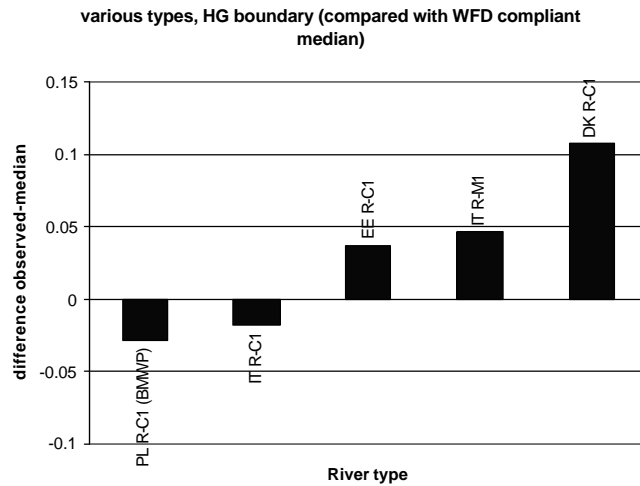 various types, HG boundary (compared with WFD compliant
median)
0.15
0.1
0.05
0
-0.05
-0.1
difference observed-median
PL R-C1 (BMWP)
IT R-C1
EE R-C1
IT R-M1
DK R-C1
River type